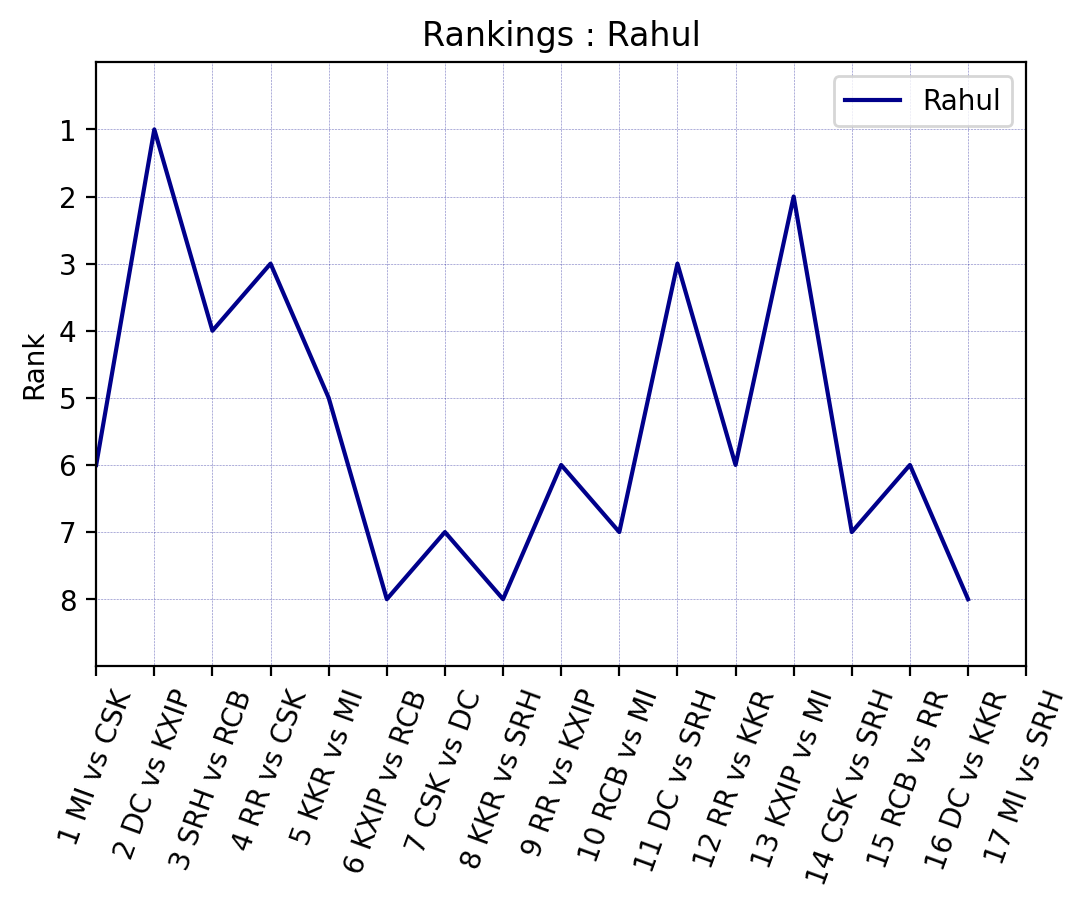 Rankings : Rahul
Rahul
Rank
1
2
3
4
5
6
7
8
1 MI vs CSK
2 DC vs KXIP
3 SRH vs RCB
4 RR vs CSK
5 KKR vs MI
6 KXIP vs RCB
7 CSK vs DC
8 KKR vs SRH
9 RR vs KXIP
10 RCB vs MI
11 DC vs SRH
12 RR vs KKR
13 KXIP vs MI
14 CSK vs SRH
15 RCB vs RR
16 DC vs KKR
17 MI vs SRH